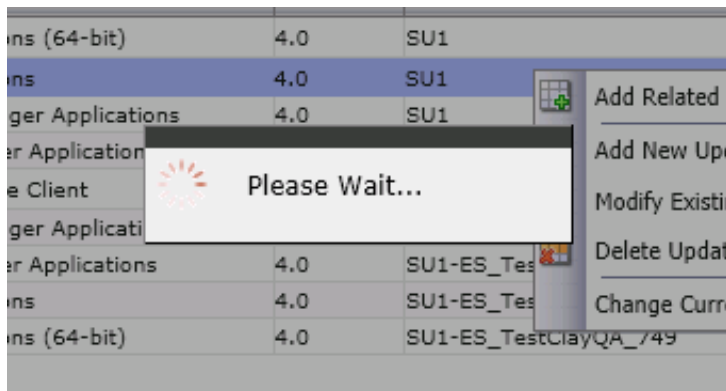 ons (64-bit) 4.0 SU1
ons 4.0 SU1
Add Related
ger Applications 4.0 SU1
er Application
Add New Upd
Please Wait...
e Client
Modify Existi
ger Applicati
Delete Updat
er Applications 4.0 SU1-ES_Tes
ons 4.0 SU1-ES_Tes
Change Curre
ons (64-bit) 4.0 SU1-ES_TestClayQA_749